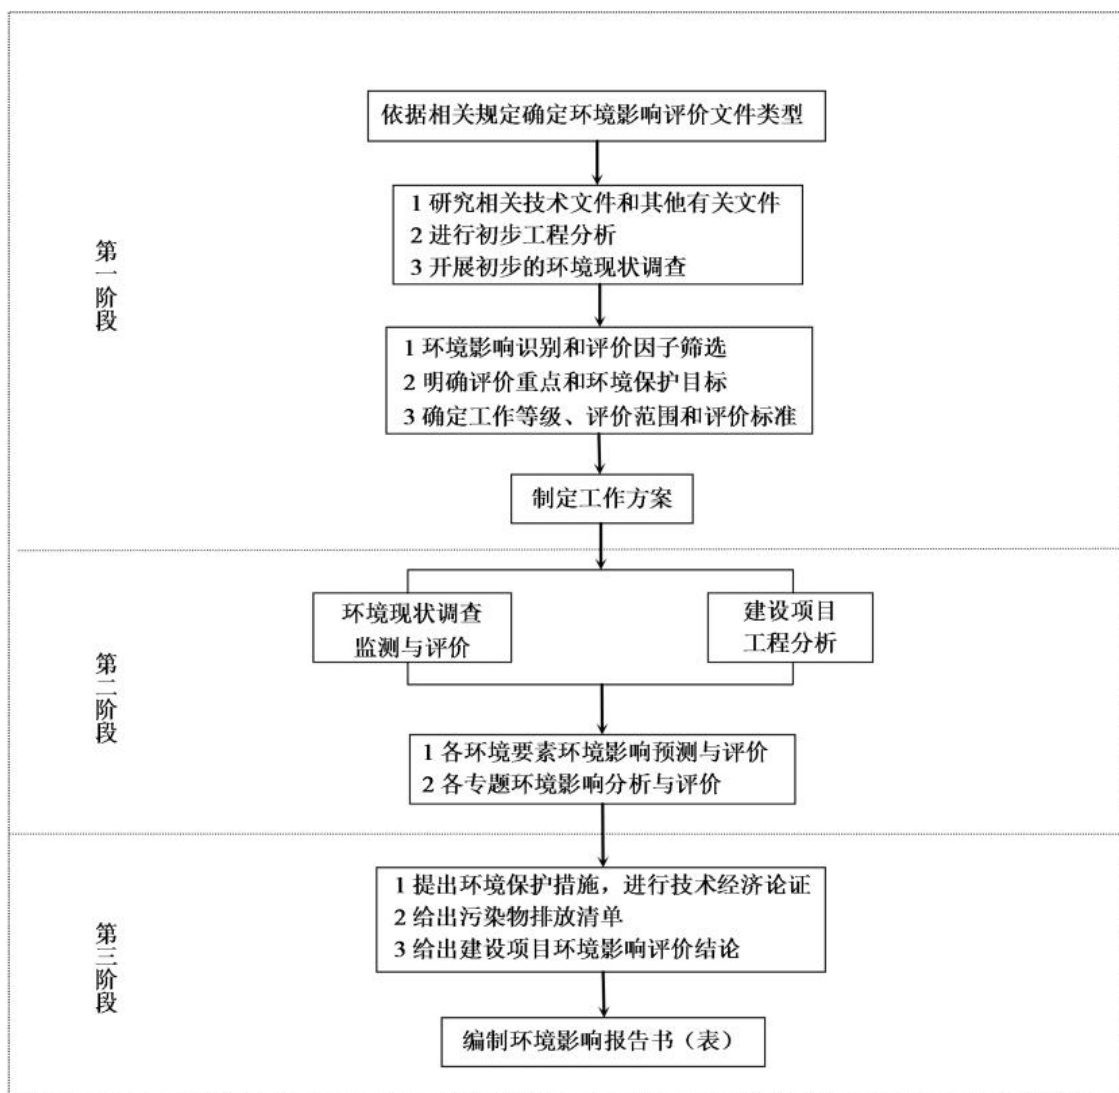 依据相关规定确定环境影响评价文件类型
1 研究相关技术文件和其他有关文件
2 进行初步工程分析
3 开展初步的环境现状调查
第一阶段
1 环境影响识别和评价因子筛选
2 明确评价重点和环境保护目标
3 确定工作等级、评价范围和评价标准
制定工作方案
环境现状调查
监测与评价
建设项目
工程分析
第二阶段
1 各环境要素环境影响预测与评价
2 各专题环境影响分析与评价
1 提出环境保护措施，进行技术经济论证
2 给出污染物排放清单
3 给出建设项目环境影响评价结论
第三阶段
编制环境影响报告书（表）